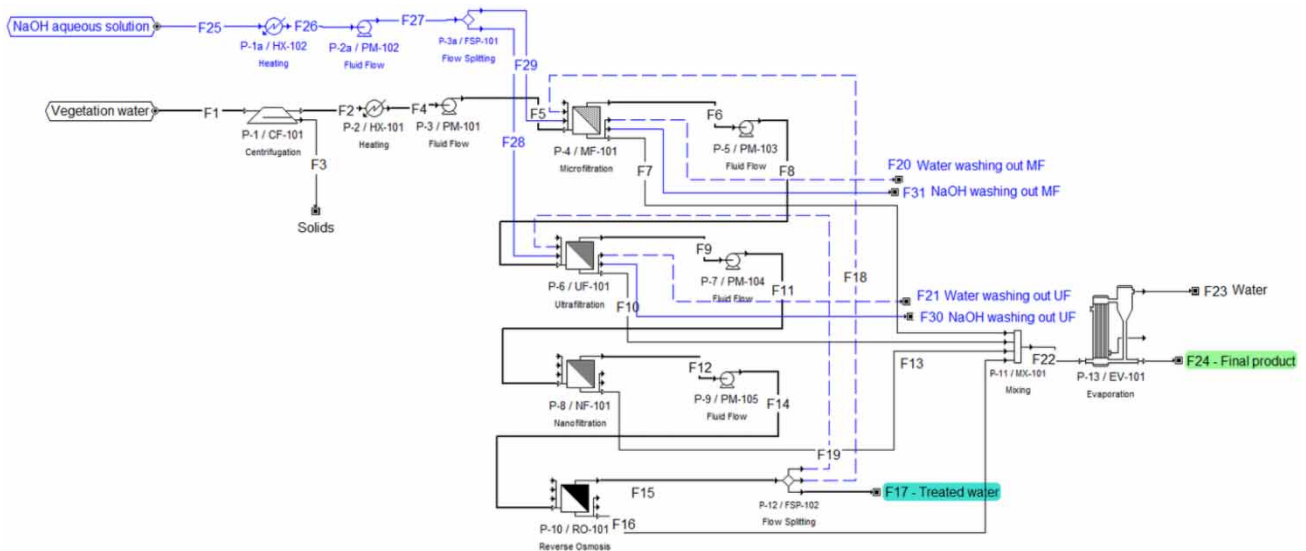 NaOH aqueous solution
F25
F26
F27
P-1a / HX-102
Heating
P-2a / PM-102
Fluid Flow
P-3a / FSP-101
Flow Splitting
F29
Vegetation water
F1
F2
F4
F5
F6
P-1 / CF-101
Centrifugation
P-2 / HX-101
Heating
P-3 / PM-101
Fluid Flow
F28
P-4 / MF-101
Microfiltration
P-5 / PM-103
Fluid Flow
F3
F7
F8
F20 Water washing out MF
F31 NaOH washing out MF
Solids
F9
P-6 / UF-101
Ultrafiltration
P-7 / PM-104
Fluid Flow
F18
F10
F11
F21 Water washing out UF
F30 NaOH washing out UF
F23 Water
F12
F13
P-11 / MX-101
Mixing
F22
P-13 / EV-101
Evaporation
F24 - Final product
P-8 / NF-101
Nanofiltration
P-9 / PM-105
Fluid Flow
F14
F19
F15
F17 - Treated water
P-10 / RO-101
Reverse Osmosis
F16
P-12 / FSP-102
Flow Splitting